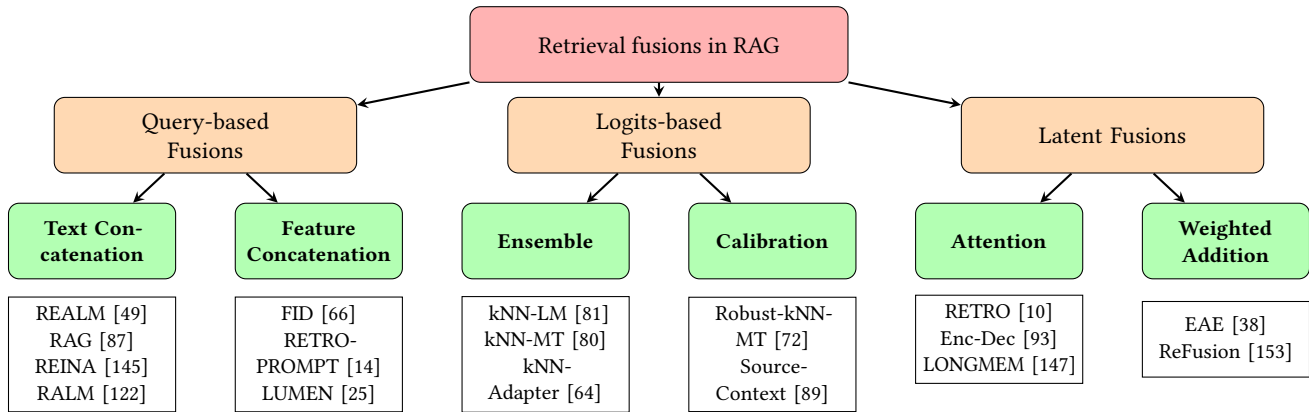 Retrieval fusions in RAG
Query-based
Fusions
Logits-based
Fusions
Latent Fusions
Text Con-
catenation
Feature
Concatenation
Ensemble
Calibration
Attention
Weighted
Addition
REALM [49]
RAG [87]
REINA [145]
RALM [122]
FID [66]
RETRO-
PROMPT [14]
LUMEN [25]
kNN-LM [81]
kNN-MT [80]
kNN-
Adapter [64]
Robust-kNN-
MT [72]
Source-
Context [89]
RETRO [10]
Enc-Dec [93]
LONGMEM [147]
EAE [38]
ReFusion [153]